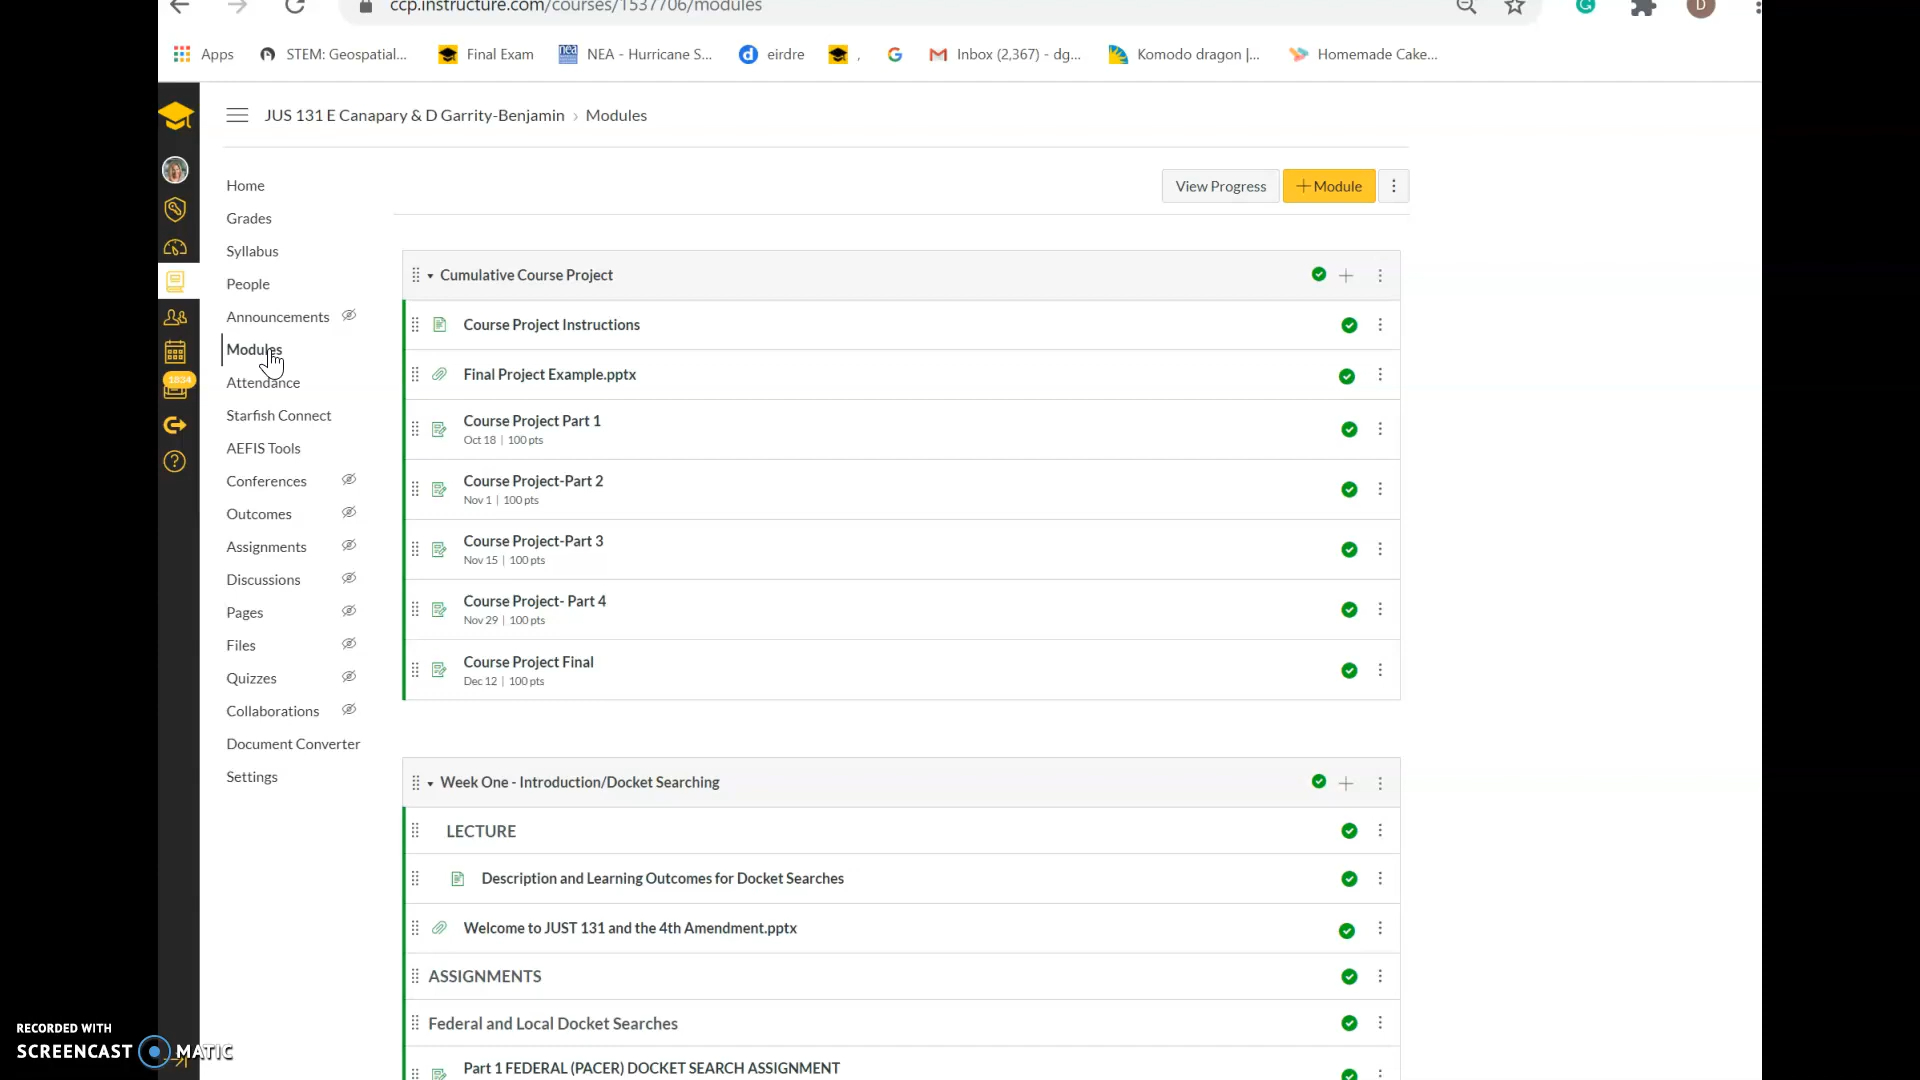 ccp.instructure.com/courses/1537706/modules
Apps STEM: Geospatial... Final Exam nea NEA - Hurricane S... d eirdre , G Inbox (2,367) - dg... Komodo dragon |... Homemade Cake...
G D
JUS 131 E Canapary & D Garrity-Benjamin › Modules
View Progress + Module
Home
Grades
Syllabus
People
Announcements
Modules
Attendance
Starfish Connect
AEFIS Tools
Conferences
Outcomes
Assignments
Discussions
Pages
Files
Quizzes
Collaborations
Document Converter
Settings
1834
?
Cumulative Course Project
Course Project Instructions
Final Project Example.pptx
Course Project Part 1
Oct 18 | 100 pts
Course Project-Part 2
Nov 1 | 100 pts
Course Project-Part 3
Nov 15 | 100 pts
Course Project- Part 4
Nov 29 | 100 pts
Course Project Final
Dec 12 | 100 pts
Week One - Introduction/Docket Searching
LECTURE
Description and Learning Outcomes for Docket Searches
Welcome to JUST 131 and the 4th Amendment.pptx
ASSIGNMENTS
Federal and Local Docket Searches
Part 1 FEDERAL (PACER) DOCKET SEARCH ASSIGNMENT
RECORDED WITH
SCREENCAST MATIC